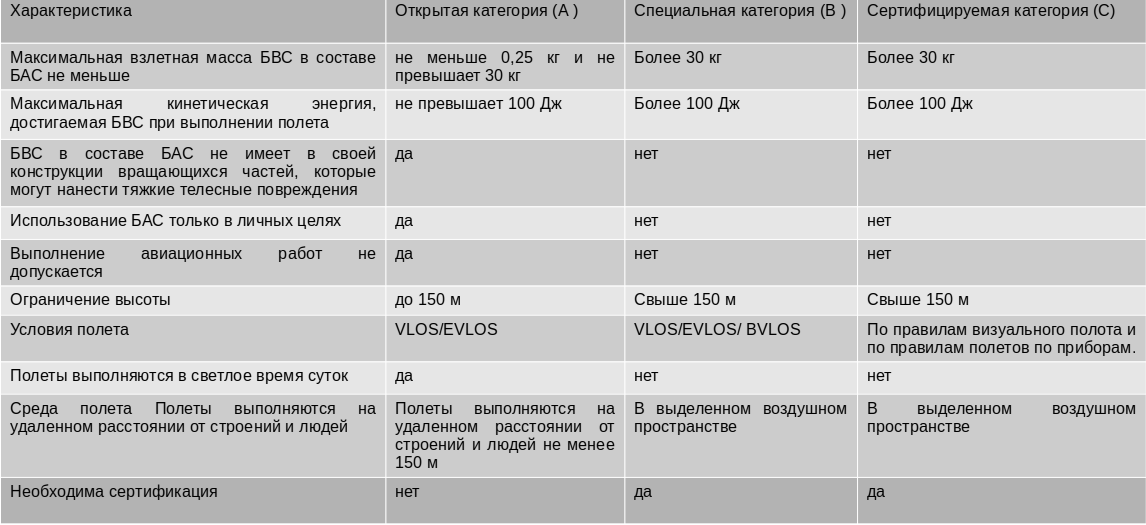 Характеристика
Открытая категория (А )
Специальная категория (В )
Сертифицируемая категория (С)
Максимальная взлетная масса БВС в составе
БАС не меньше
не меньше 0,25 кг и не
превышает 30 кг
Более 30 кг
Более 30 кг
Максимальная кинетическая энергия,
достигаемая БВС при выполнении полета
не превышает 100 Дж
Более 100 Дж
Более 100 Дж
БВС в составе БАС не имеет в своей
конструкции вращающихся частей, которые
могут нанести тяжкие телесные повреждения
да
нет
нет
Использование БАС только в личных целях
да
нет
нет
Выполнение авиационных работ не
допускается
да
нет
нет
Ограничение высоты
до 150 м
Свыше 150 м
Свыше 150 м
Условия полета
VLOS/EVLOS
VLOS/EVLOS/ BVLOS
По правилам визуального полота и
по правилам полетов по приборам.
Полеты выполняются в светлое время суток
да
нет
нет
Среда полета Полеты выполняются на
удаленном расстоянии от строений и людей
Полеты выполняются на
удаленном расстоянии от
строений и людей не менее
150 м
В выделенном воздушном
пространстве
В выделенном воздушном
пространстве
Необходима сертификация
нет
да
да